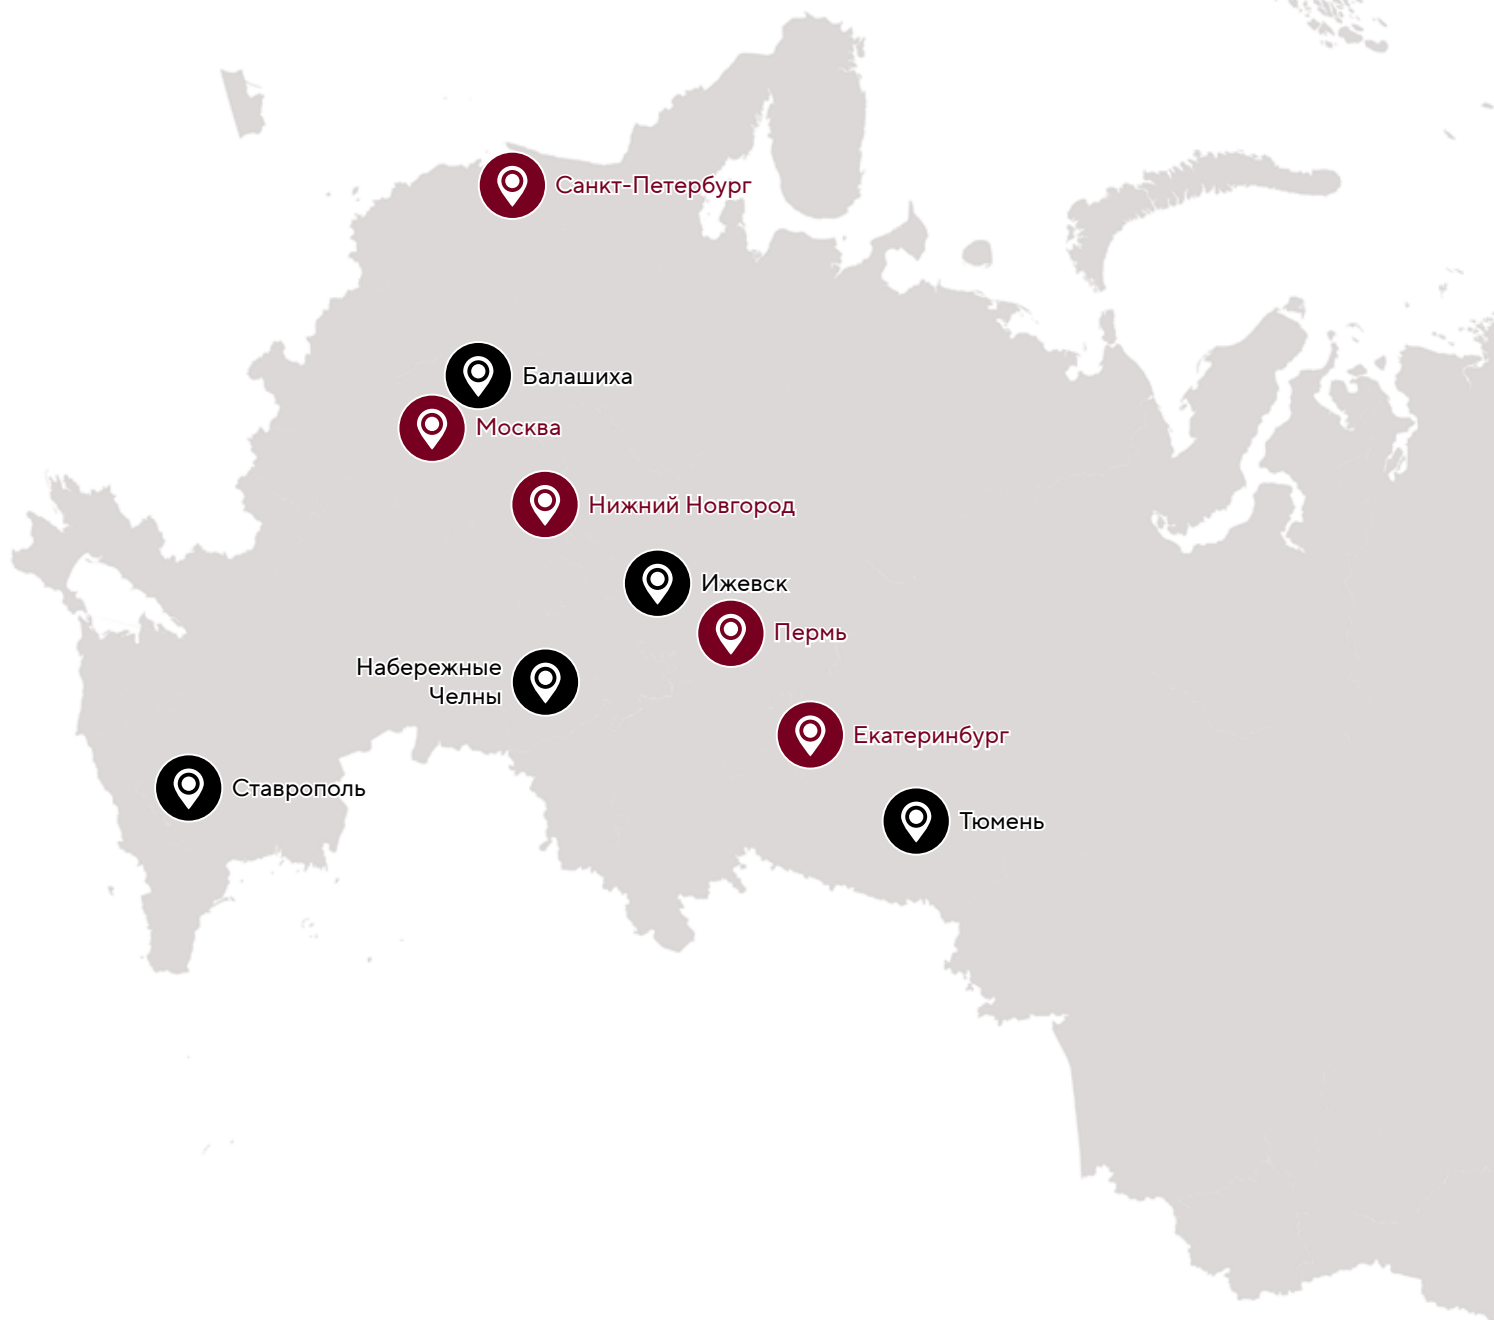 Санкт-Петербург
Балашиха
Москва
Нижний Новгород
Ижевск
Пермь
Набережные
Челны
Екатеринбург
Ставрополь
Тюмень